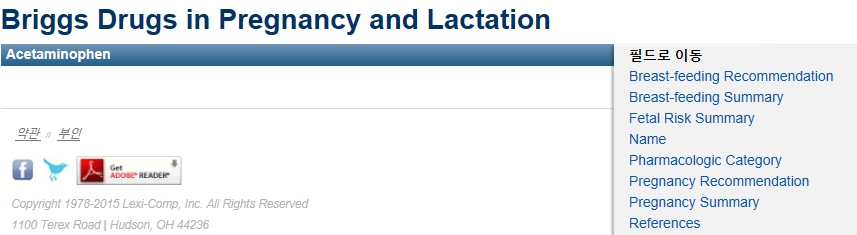 Briggs Drugs in Pregnancy and Lactation
Acetaminophen
약관 // 부인
Get
ADOBE® READER®
Copyright 1978-2015 Lexi-Comp, Inc. All Rights Reserved
1100 Terex Road | Hudson, OH 44236
필드로 이동
Breast-feeding Recommendation
Breast-feeding Summary
Fetal Risk Summary
Name
Pharmacologic Category
Pregnancy Recommendation
Pregnancy Summary
References